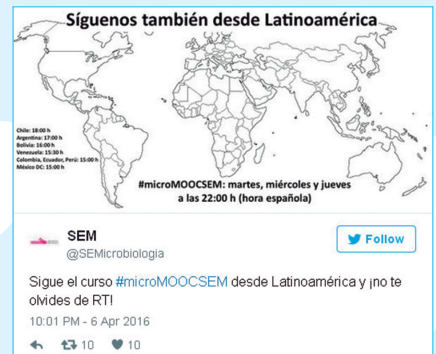 Síguenos también desde Latinoamérica
Chile: 18:00 h
Argentina: 17:00 h
Bolivia: 16:00 h
Venezuela: 15:30 h
Colombia, Ecuador, Perú: 15:00 h
México DC: 15:00 h
#microMOOCSEM: martes, miércoles y jueves
a las 22:00 h (hora española)
SEM
@SEMicrobiologia
Follow
Sigue el curso #microMOOCSEM desde Latinoamérica y ¡no te
olvides de RT!
10:01 PM - 6 Apr 2016
10 10